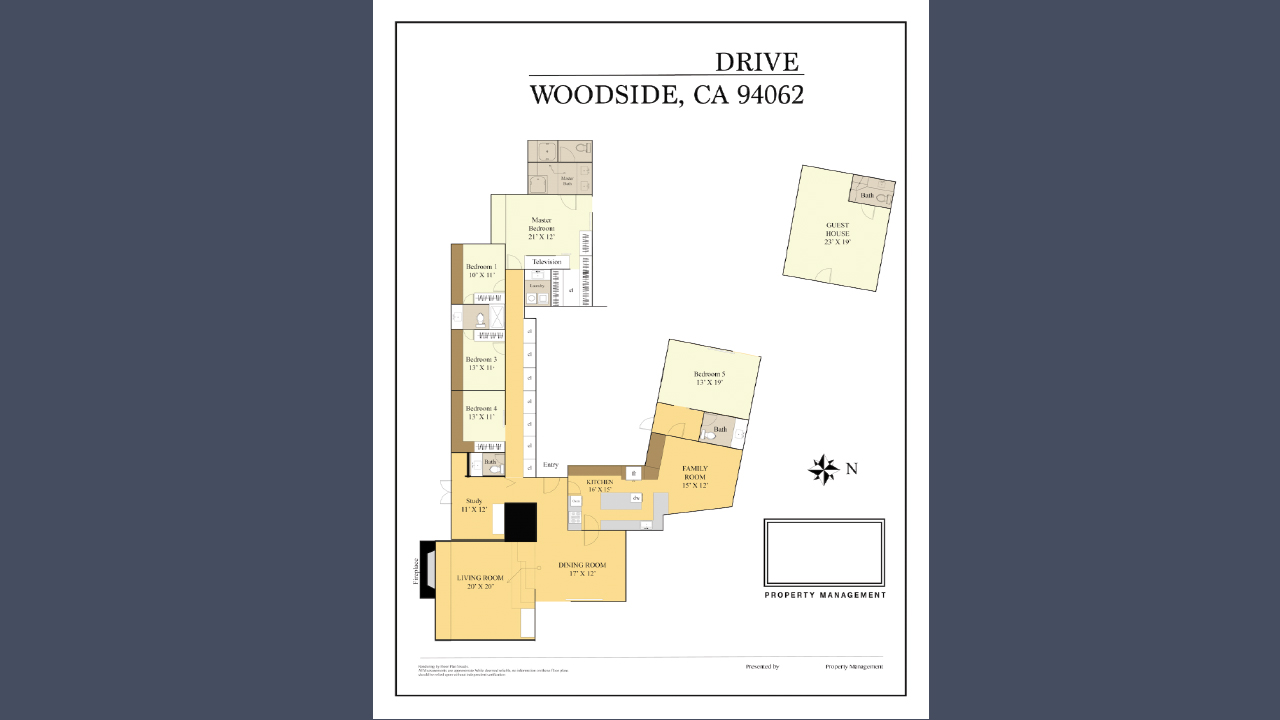 DRIVE
WOODSIDE, CA 94062
Master
Bath
Master
Bedroom
21' X 12'
Television
Laundry
cl
Bedroom 1
10' X 11'
Bedroom 3
13' X 11'
Bedroom 4
13' X 11'
cl
cl
cl
cl
cl
cl
cl
Bath
Entry
Study
11' X 12'
KITCHEN
16' X 15'
Fireplace
LIVING ROOM
20' X 20'
DINING ROOM
17' X 12'
Bedroom 5
13' X 19'
Bath
FAMILY
ROOM
15' X 12'
Bath
GUEST
HOUSE
23' X 19'
N
PROPERTY MANAGEMENT
Presented by
Property Management